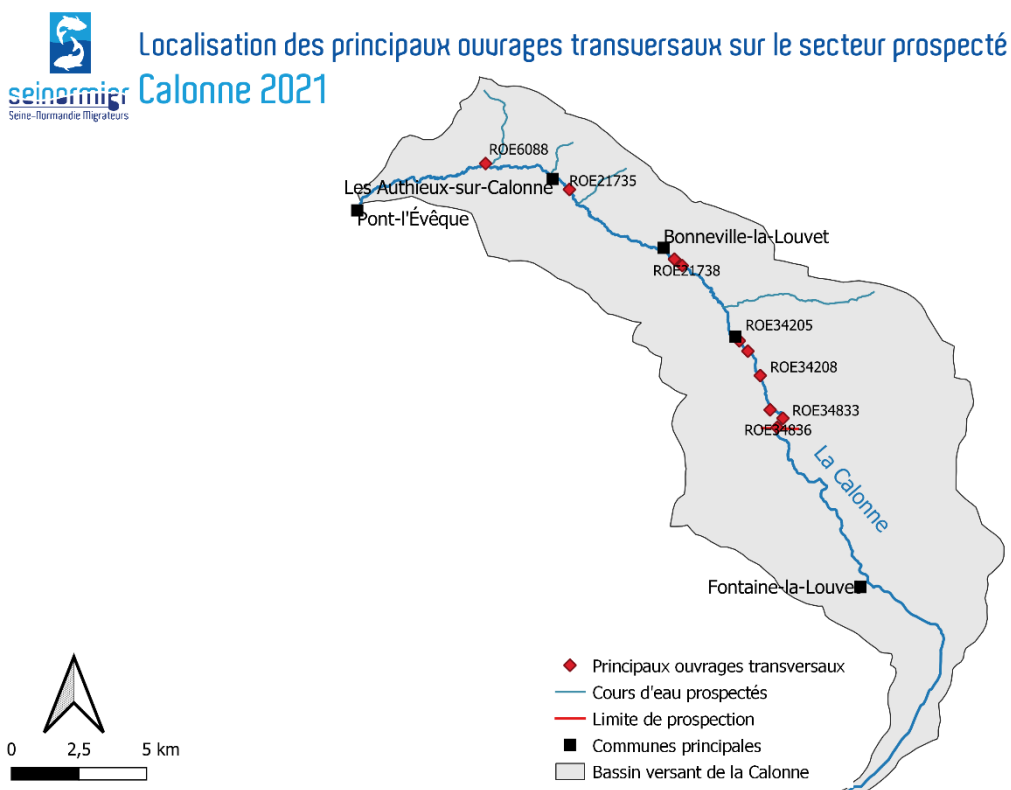 Localisation des principaux ouvrages transversaux sur le secteur prospecté
seinormigr
Seine-Normandie Migrateurs
Calonne 2021
ROE6088
Les Authieux-sur-Calonne
ROE21735
Pont-l'Évêque
Bonneville-la-Louvet
ROE21738
ROE34205
ROE34208
ROE34833
ROE34836
La Calonne
Fontaine-la-Louvet
Principaux ouvrages transversaux
Cours d'eau prospectés
Limite de prospection
Communes principales
Bassin versant de la Calonne
0 2,5 5 km